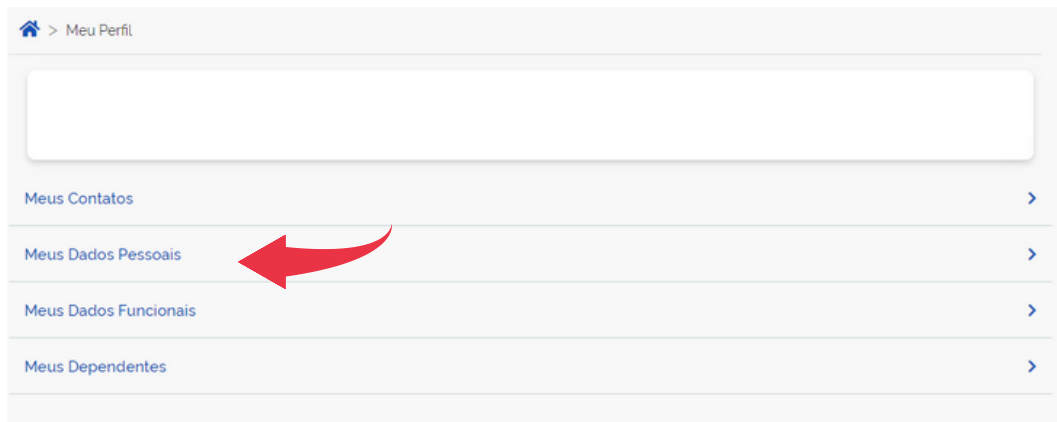 > Meu Perfil
Meus Contatos
Meus Dados Pessoais
Meus Dados Funcionais
Meus Dependentes